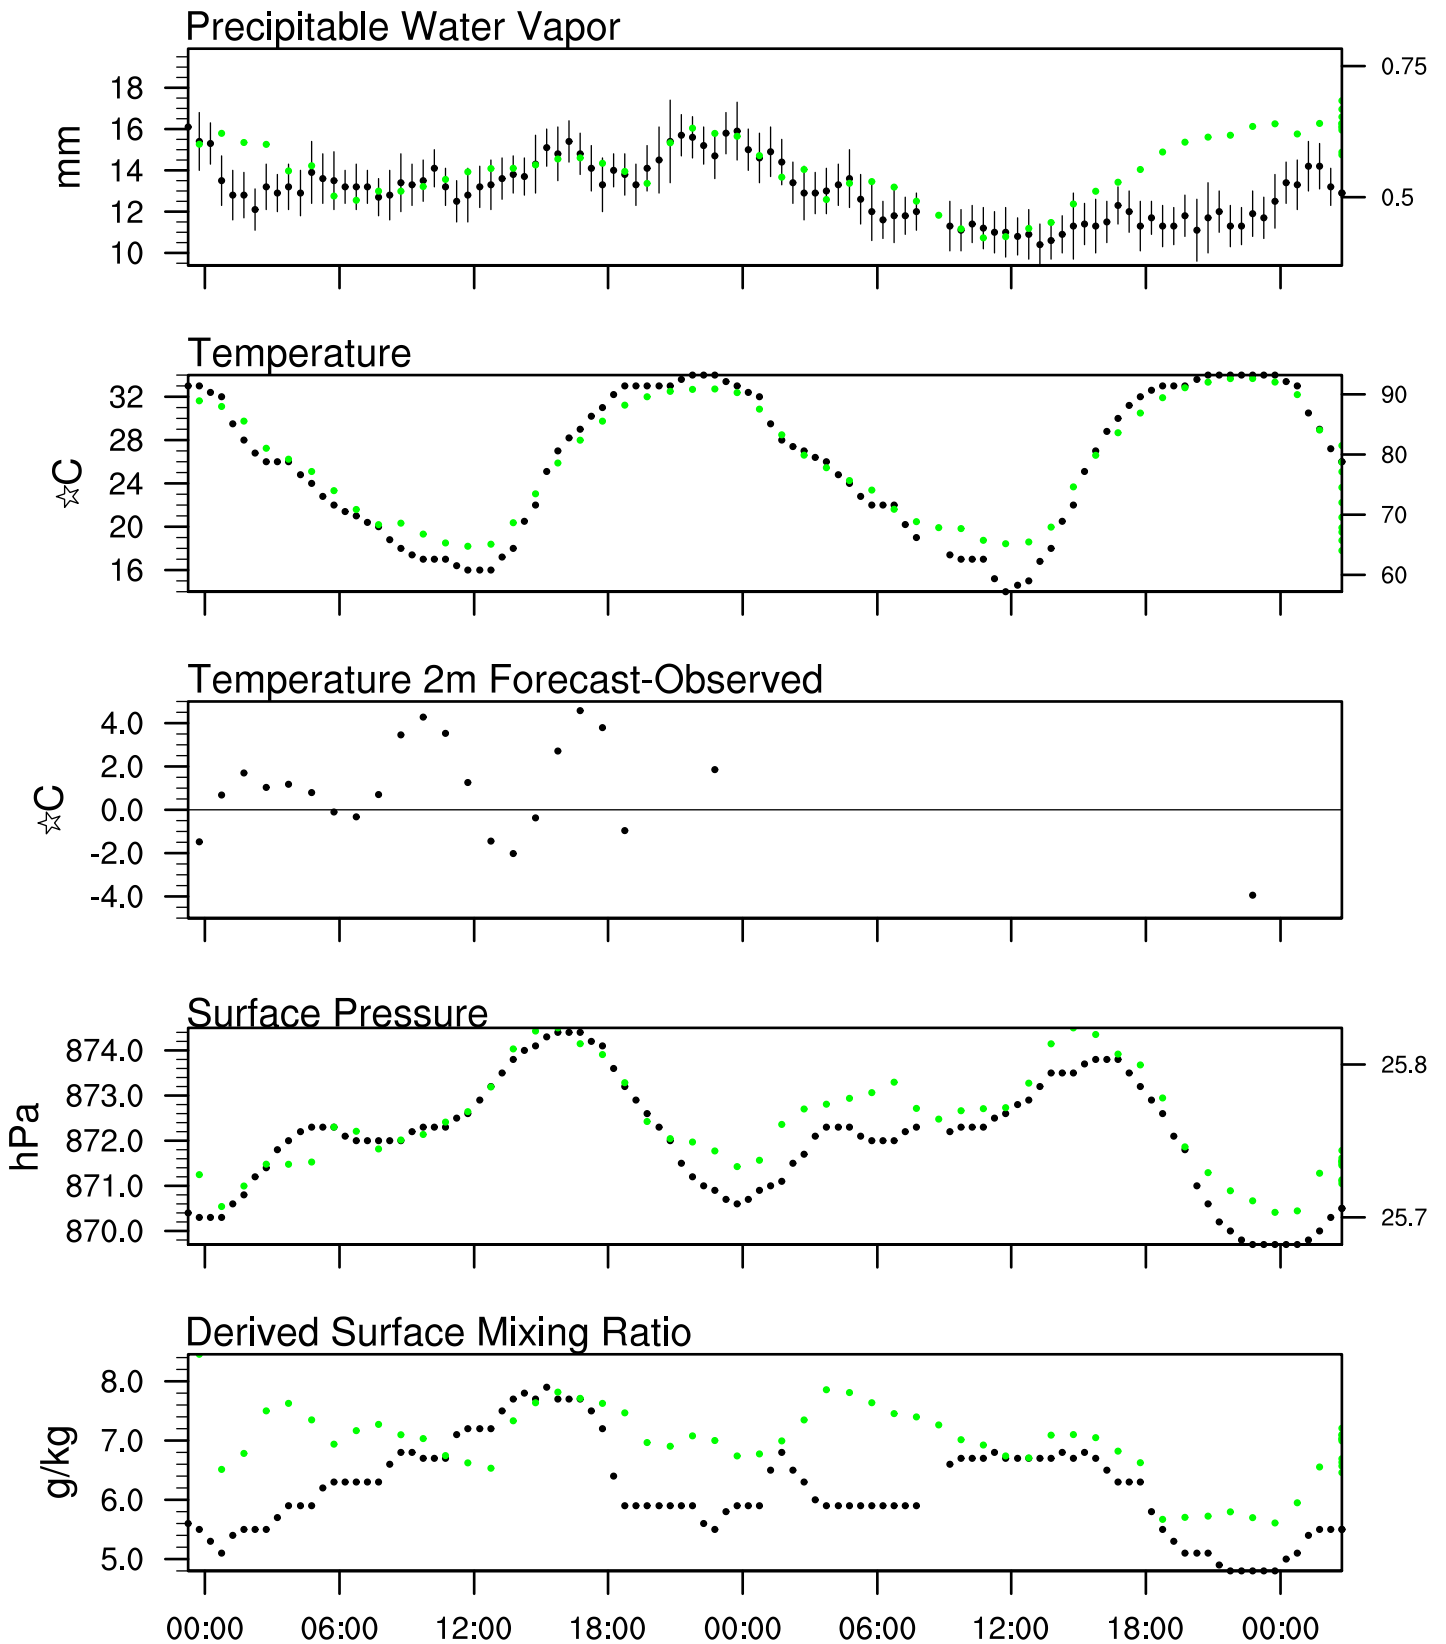 Precipitable Water Vapor
18
16
14
12
10
mm
0.75
0.5
Temperature
32
28
24
20
16
☆C
90
80
70
60
Temperature 2m Forecast-Observed
4.0
2.0
0.0
-2.0
-4.0
☆C
Surface Pressure
874.0
873.0
872.0
871.0
870.0
hPa
25.8
25.7
Derived Surface Mixing Ratio
8.0
7.0
6.0
5.0
g/kg
00:00 06:00 12:00 18:00 00:00 06:00 12:00 18:00 00:00